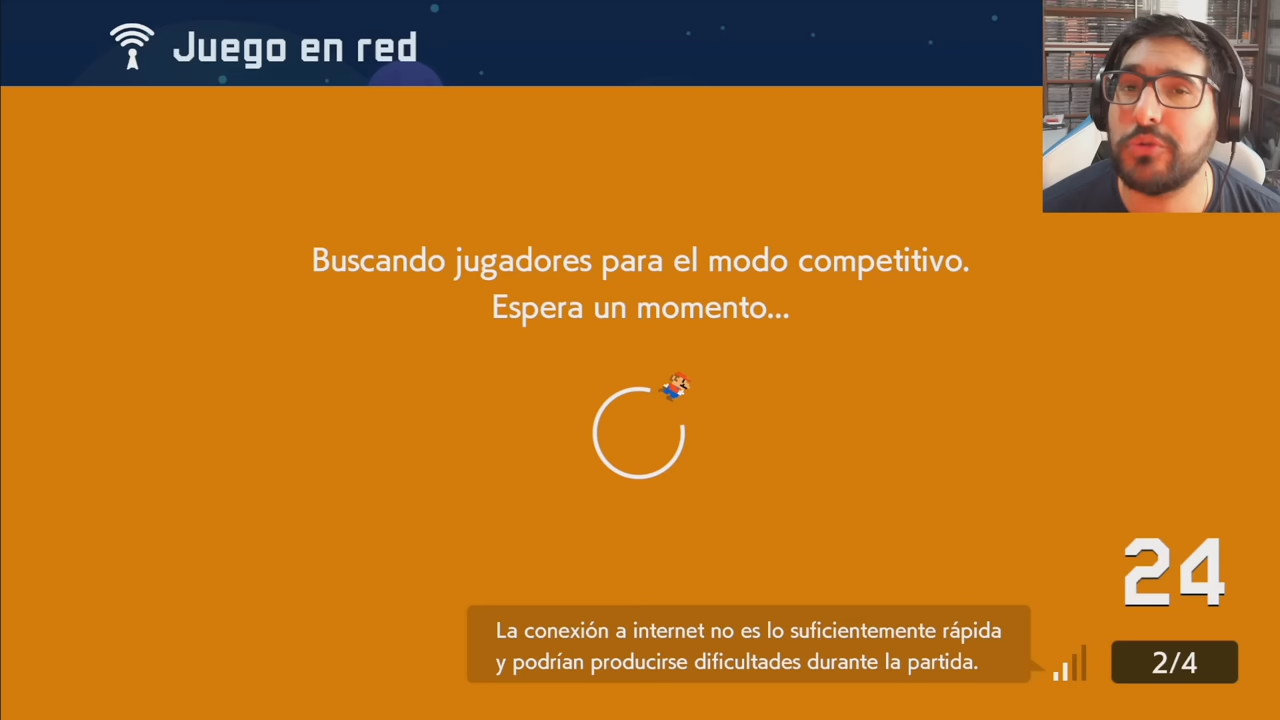 Juego en red
Buscando jugadores para el modo competitivo.
Espera un momento...
24
La conexión a internet no es lo suficientemente rápida
y podrían producirse dificultades durante la partida.
2/4